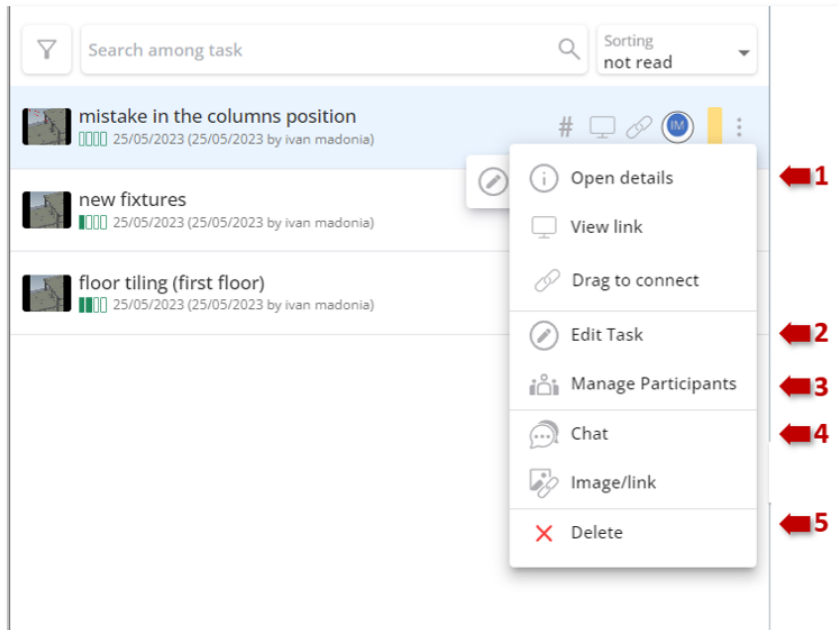 Search among task
Sorting
not read
mistake in the columns position
25/05/2023 (25/05/2023 by ivan madonia)
#
IM
new fixtures
25/05/2023 (25/05/2023 by ivan madonia)
floor tiling (first floor)
25/05/2023 (25/05/2023 by ivan madonia)
Open details
1
View link
Drag to connect
Edit Task
2
Manage Participants
3
Chat
4
Image/link
Delete
5